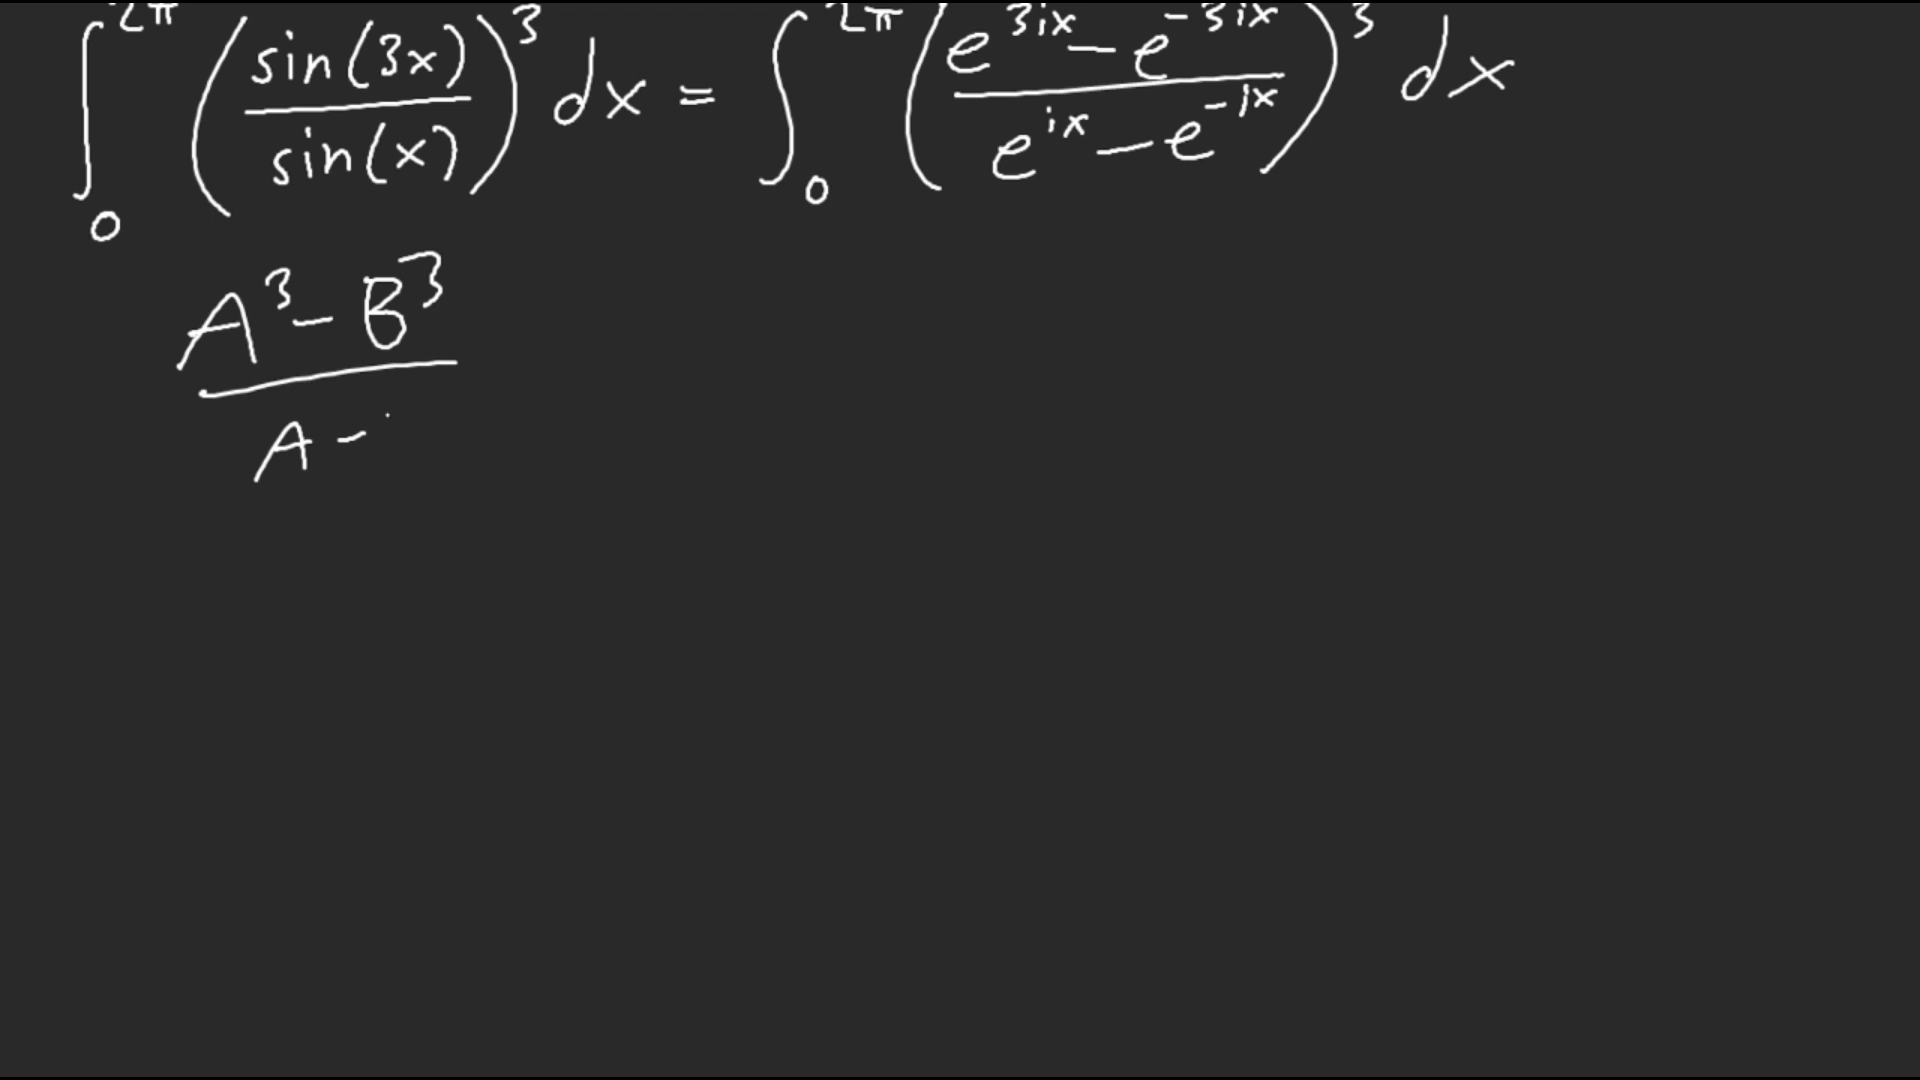 ∫₀^2π (sin(3x)/sin(x))³ dx = ∫₀^2π ((e^3ix − e^−3ix)/(e^ix − e^−ix))³ dx
A³ − B³
A −